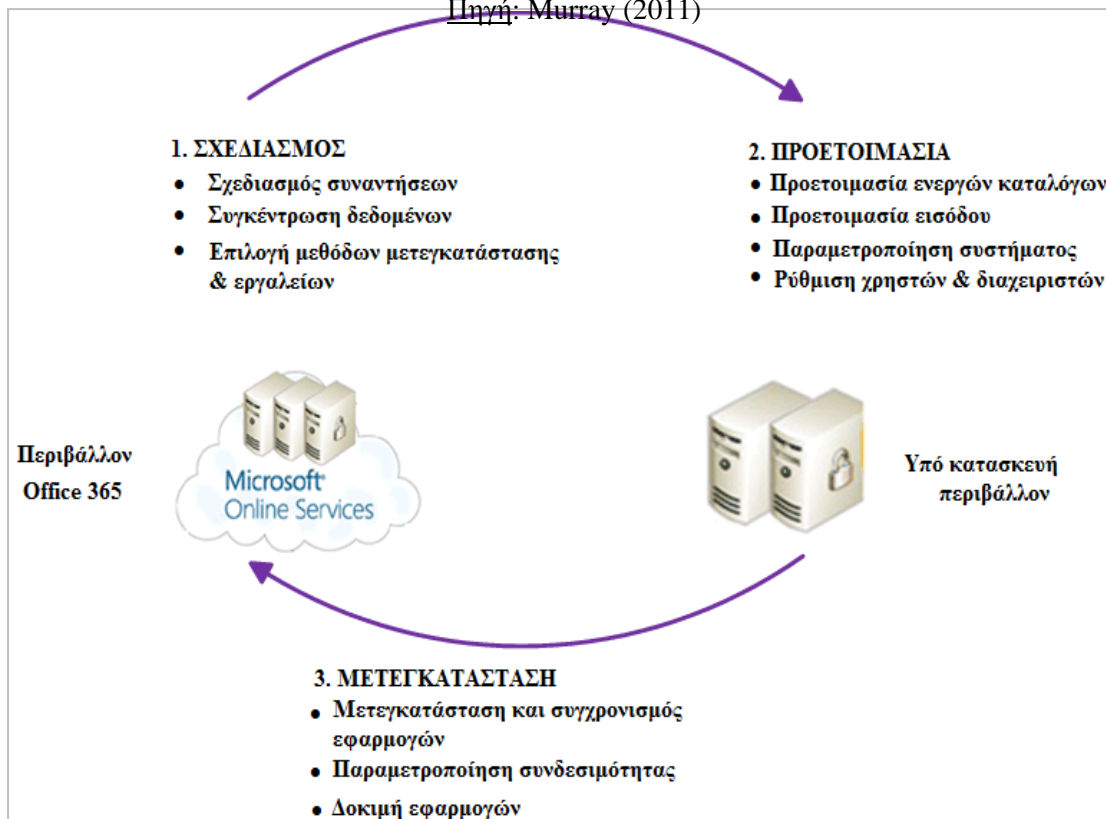 Πηγή: Murray (2011)
1. ΣΧΕΔΙΑΣΜΟΣ
• Σχεδιασμός συναντήσεων
• Συγκέντρωση δεδομένων
• Επιλογή μεθόδων μετεγκατάστασης
& εργαλείων
2. ΠΡΟΕΤΟΙΜΑΣΙΑ
• Προετοιμασία ενεργών καταλόγων
• Προετοιμασία εισόδου
• Παραμετροποίηση συστήματος
• Ρύθμιση χρηστών & διαχειριστών
Περιβάλλον
Office 365
Microsoft®
Online Services
Υπό κατασκευή
περιβάλλον
3. ΜΕΤΕΓΚΑΤΑΣΤΑΣΗ
• Μετεγκατάσταση και συγχρονισμός
εφαρμογών
• Παραμετροποίηση συνδεσιμότητας
• Δοκιμή εφαρμογών